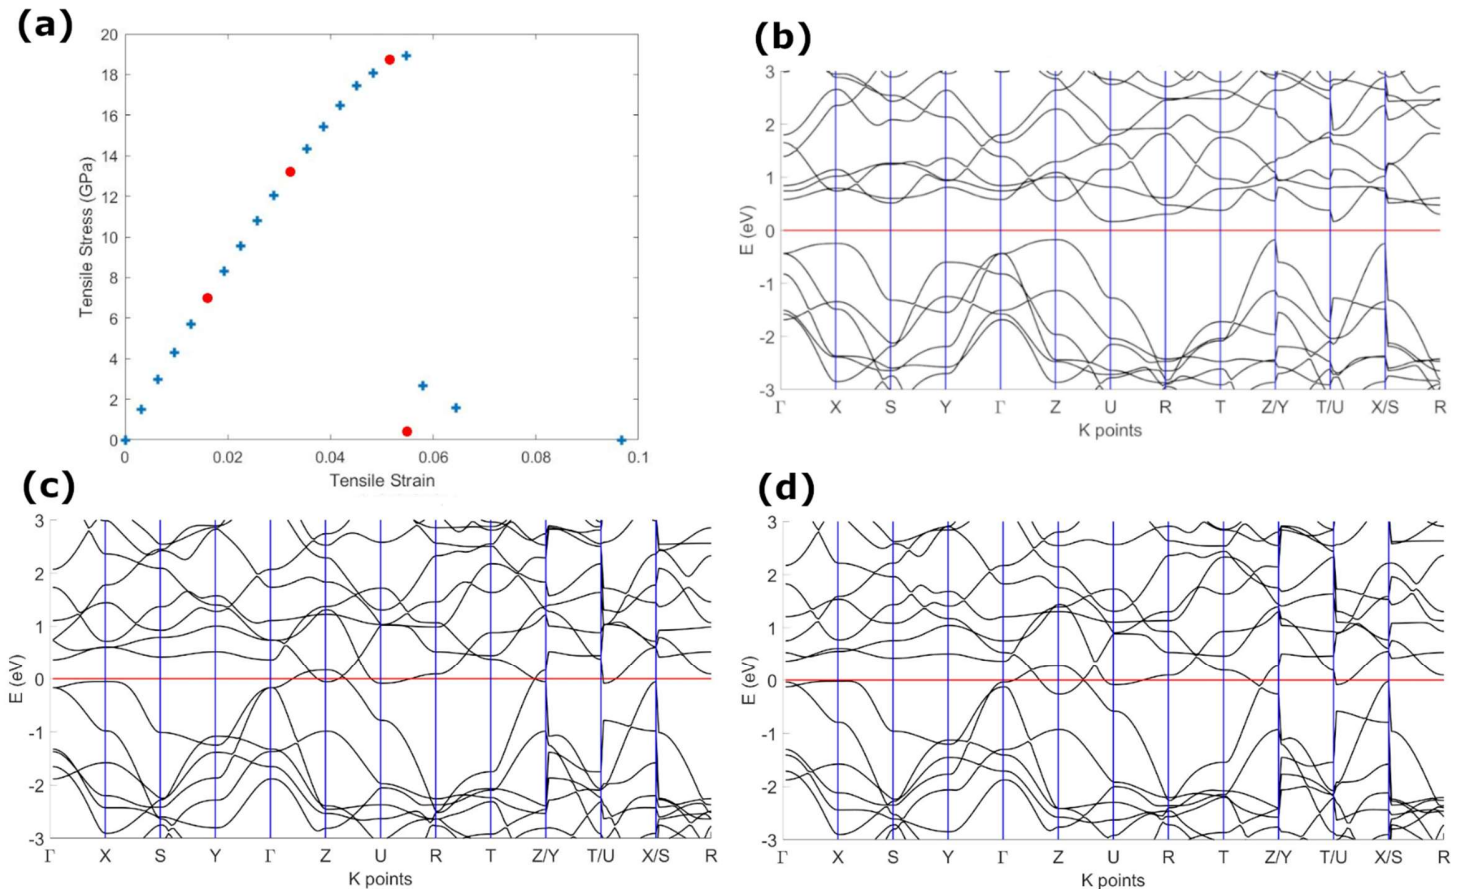 (a)
20
18
16
14
12
10
8
6
4
2
0
Tensile Stress (GPa)
0 0.02 0.04 0.06 0.08 0.1
Tensile Strain
(b)
3
2
1
0
-1
-2
-3
E (eV)
Γ X S Y Γ Z U R T Z/Y T/U X/S R
K points
(c)
3
2
1
0
-1
-2
-3
E (eV)
Γ X S Y Γ Z U R T Z/Y T/U X/S R
K points
(d)
3
2
1
0
-1
-2
-3
E (eV)
Γ X S Y Γ Z U R T Z/Y T/U X/S R
K points